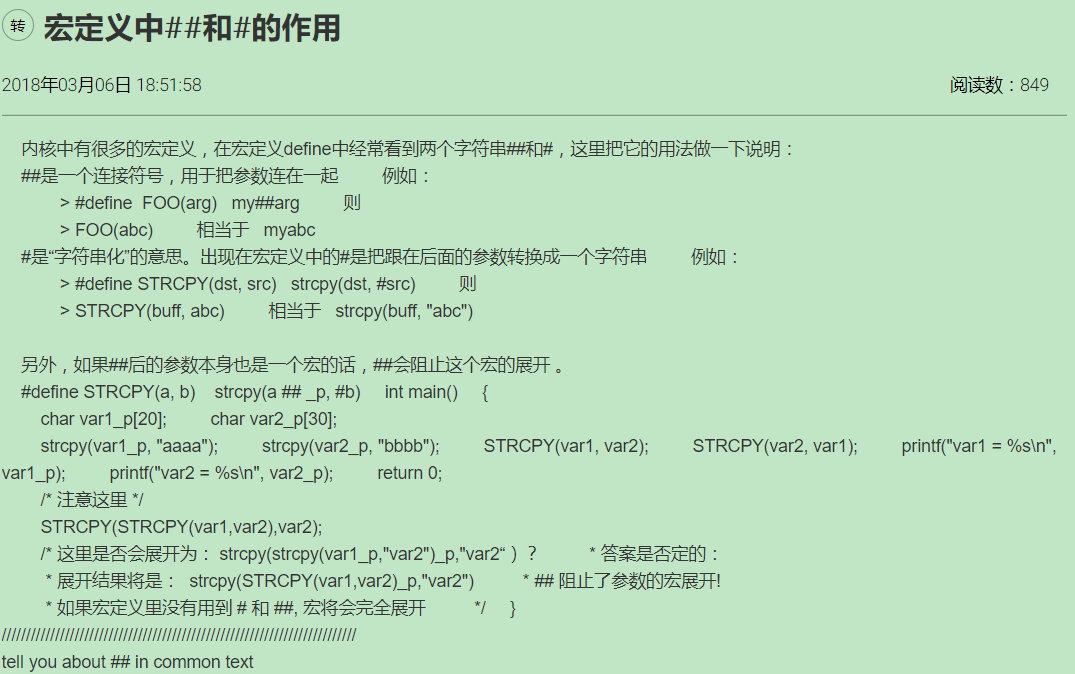 转 宏定义中##和#的作用
2018年03月06日 18:51:58 阅读数：849
内核中有很多的宏定义，在宏定义define中经常看到两个字符串##和#，这里把它的用法做一下说明：
##是一个连接符号，用于把参数连在一起 例如：
> #define FOO(arg) my##arg 则
> FOO(abc) 相当于 myabc
#是“字符串化”的意思。出现在宏定义中的#是把跟在后面的参数转换成一个字符串 例如：
> #define STRCPY(dst, src) strcpy(dst, #src) 则
> STRCPY(buff, abc) 相当于 strcpy(buff, "abc")
另外，如果##后的参数本身也是一个宏的话，##会阻止这个宏的展开 。
#define STRCPY(a, b) strcpy(a ## _p, #b) int main() {
char var1_p[20]; char var2_p[30];
strcpy(var1_p, "aaaa"); strcpy(var2_p, "bbbb"); STRCPY(var1, var2); STRCPY(var2, var1); printf("var1 = %s\n",
var1_p); printf("var2 = %s\n", var2_p); return 0;
/* 注意这里 */
STRCPY(STRCPY(var1,var2),var2);
/* 这里是否会展开为： strcpy(strcpy(var1_p,"var2")_p,"var2“）？ * 答案是否定的：
* 展开结果将是： strcpy(STRCPY(var1,var2)_p,"var2") * ## 阻止了参数的宏展开!
* 如果宏定义里没有用到 # 和 ##, 宏将会完全展开 */ }
////////////////////////////////////////////////////////////////////////
tell you about ## in common text